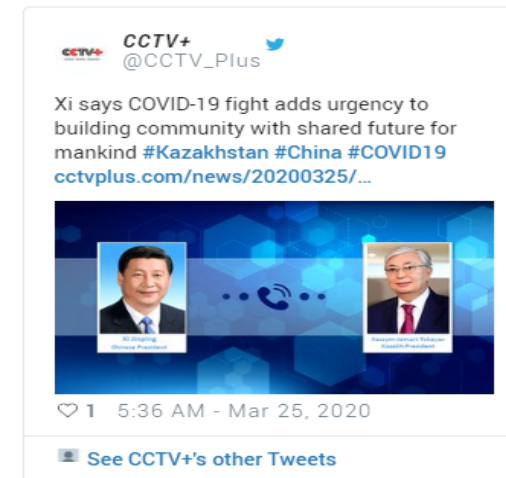 CCTV+
CCTV+
@CCTV_Plus
Xi says COVID-19 fight adds urgency to
building community with shared future for
mankind #Kazakhstan #China #COVID19
cctvplus.com/news/20200325/...
Xi Jinping
Chinese President
Kassym-Jomart Tokayev
Kazakh President
1 5:36 AM - Mar 25, 2020
See CCTV+'s other Tweets